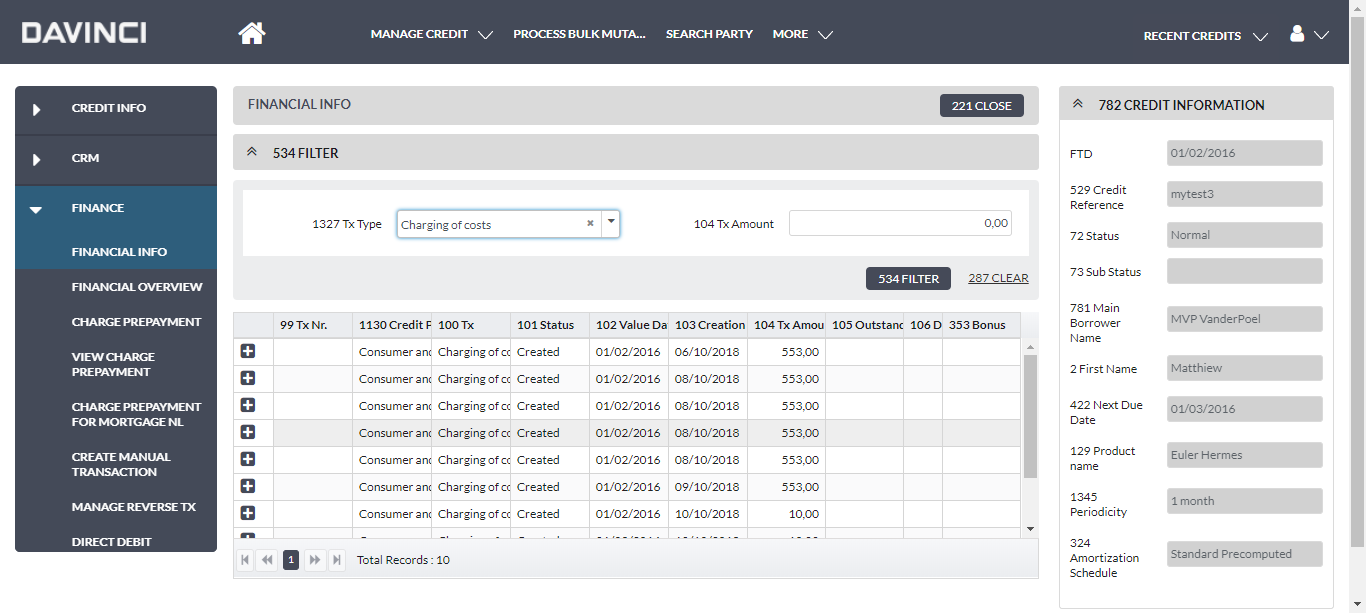 DAVINCI
MANAGE CREDIT
PROCESS BULK MUTA...
SEARCH PARTY
MORE
RECENT CREDITS
CREDIT INFO
CRM
FINANCE
FINANCIAL INFO
FINANCIAL OVERVIEW
CHARGE PREPAYMENT
VIEW CHARGE
PREPAYMENT
CHARGE PREPAYMENT
FOR MORTGAGE NL
CREATE MANUAL
TRANSACTION
MANAGE REVERSE TX
DIRECT DEBIT
FINANCIAL INFO
221 CLOSE
534 FILTER
1327 Tx Type Charging of costs
104 Tx Amount 0,00
534 FILTER 287 CLEAR
99 Tx Nr. 1130 Credit P 100 Tx 101 Status 102 Value Da 103 Creation 104 Tx Amou 105 Outstand 106 D 353 Bonus
Consumer and Charging of co Created 01/02/2016 06/10/2018 553,00
Consumer and Charging of co Created 01/02/2016 08/10/2018 553,00
Consumer and Charging of co Created 01/02/2016 08/10/2018 553,00
Consumer and Charging of co Created 01/02/2016 08/10/2018 553,00
Consumer and Charging of co Created 01/02/2016 08/10/2018 553,00
Consumer and Charging of co Created 01/02/2016 09/10/2018 553,00
Consumer and Charging of co Created 01/02/2016 10/10/2018 10,00
1 Total Records : 10
782 CREDIT INFORMATION
FTD 01/02/2016
529 Credit
Reference
mytest3
72 Status Normal
73 Sub Status
781 Main
Borrower
Name
MVP VanderPoel
2 First Name Matthiew
422 Next Due
Date
01/03/2016
129 Product
name
Euler Hermes
1345
Periodicity
1 month
324
Amortization
Schedule
Standard Precomputed